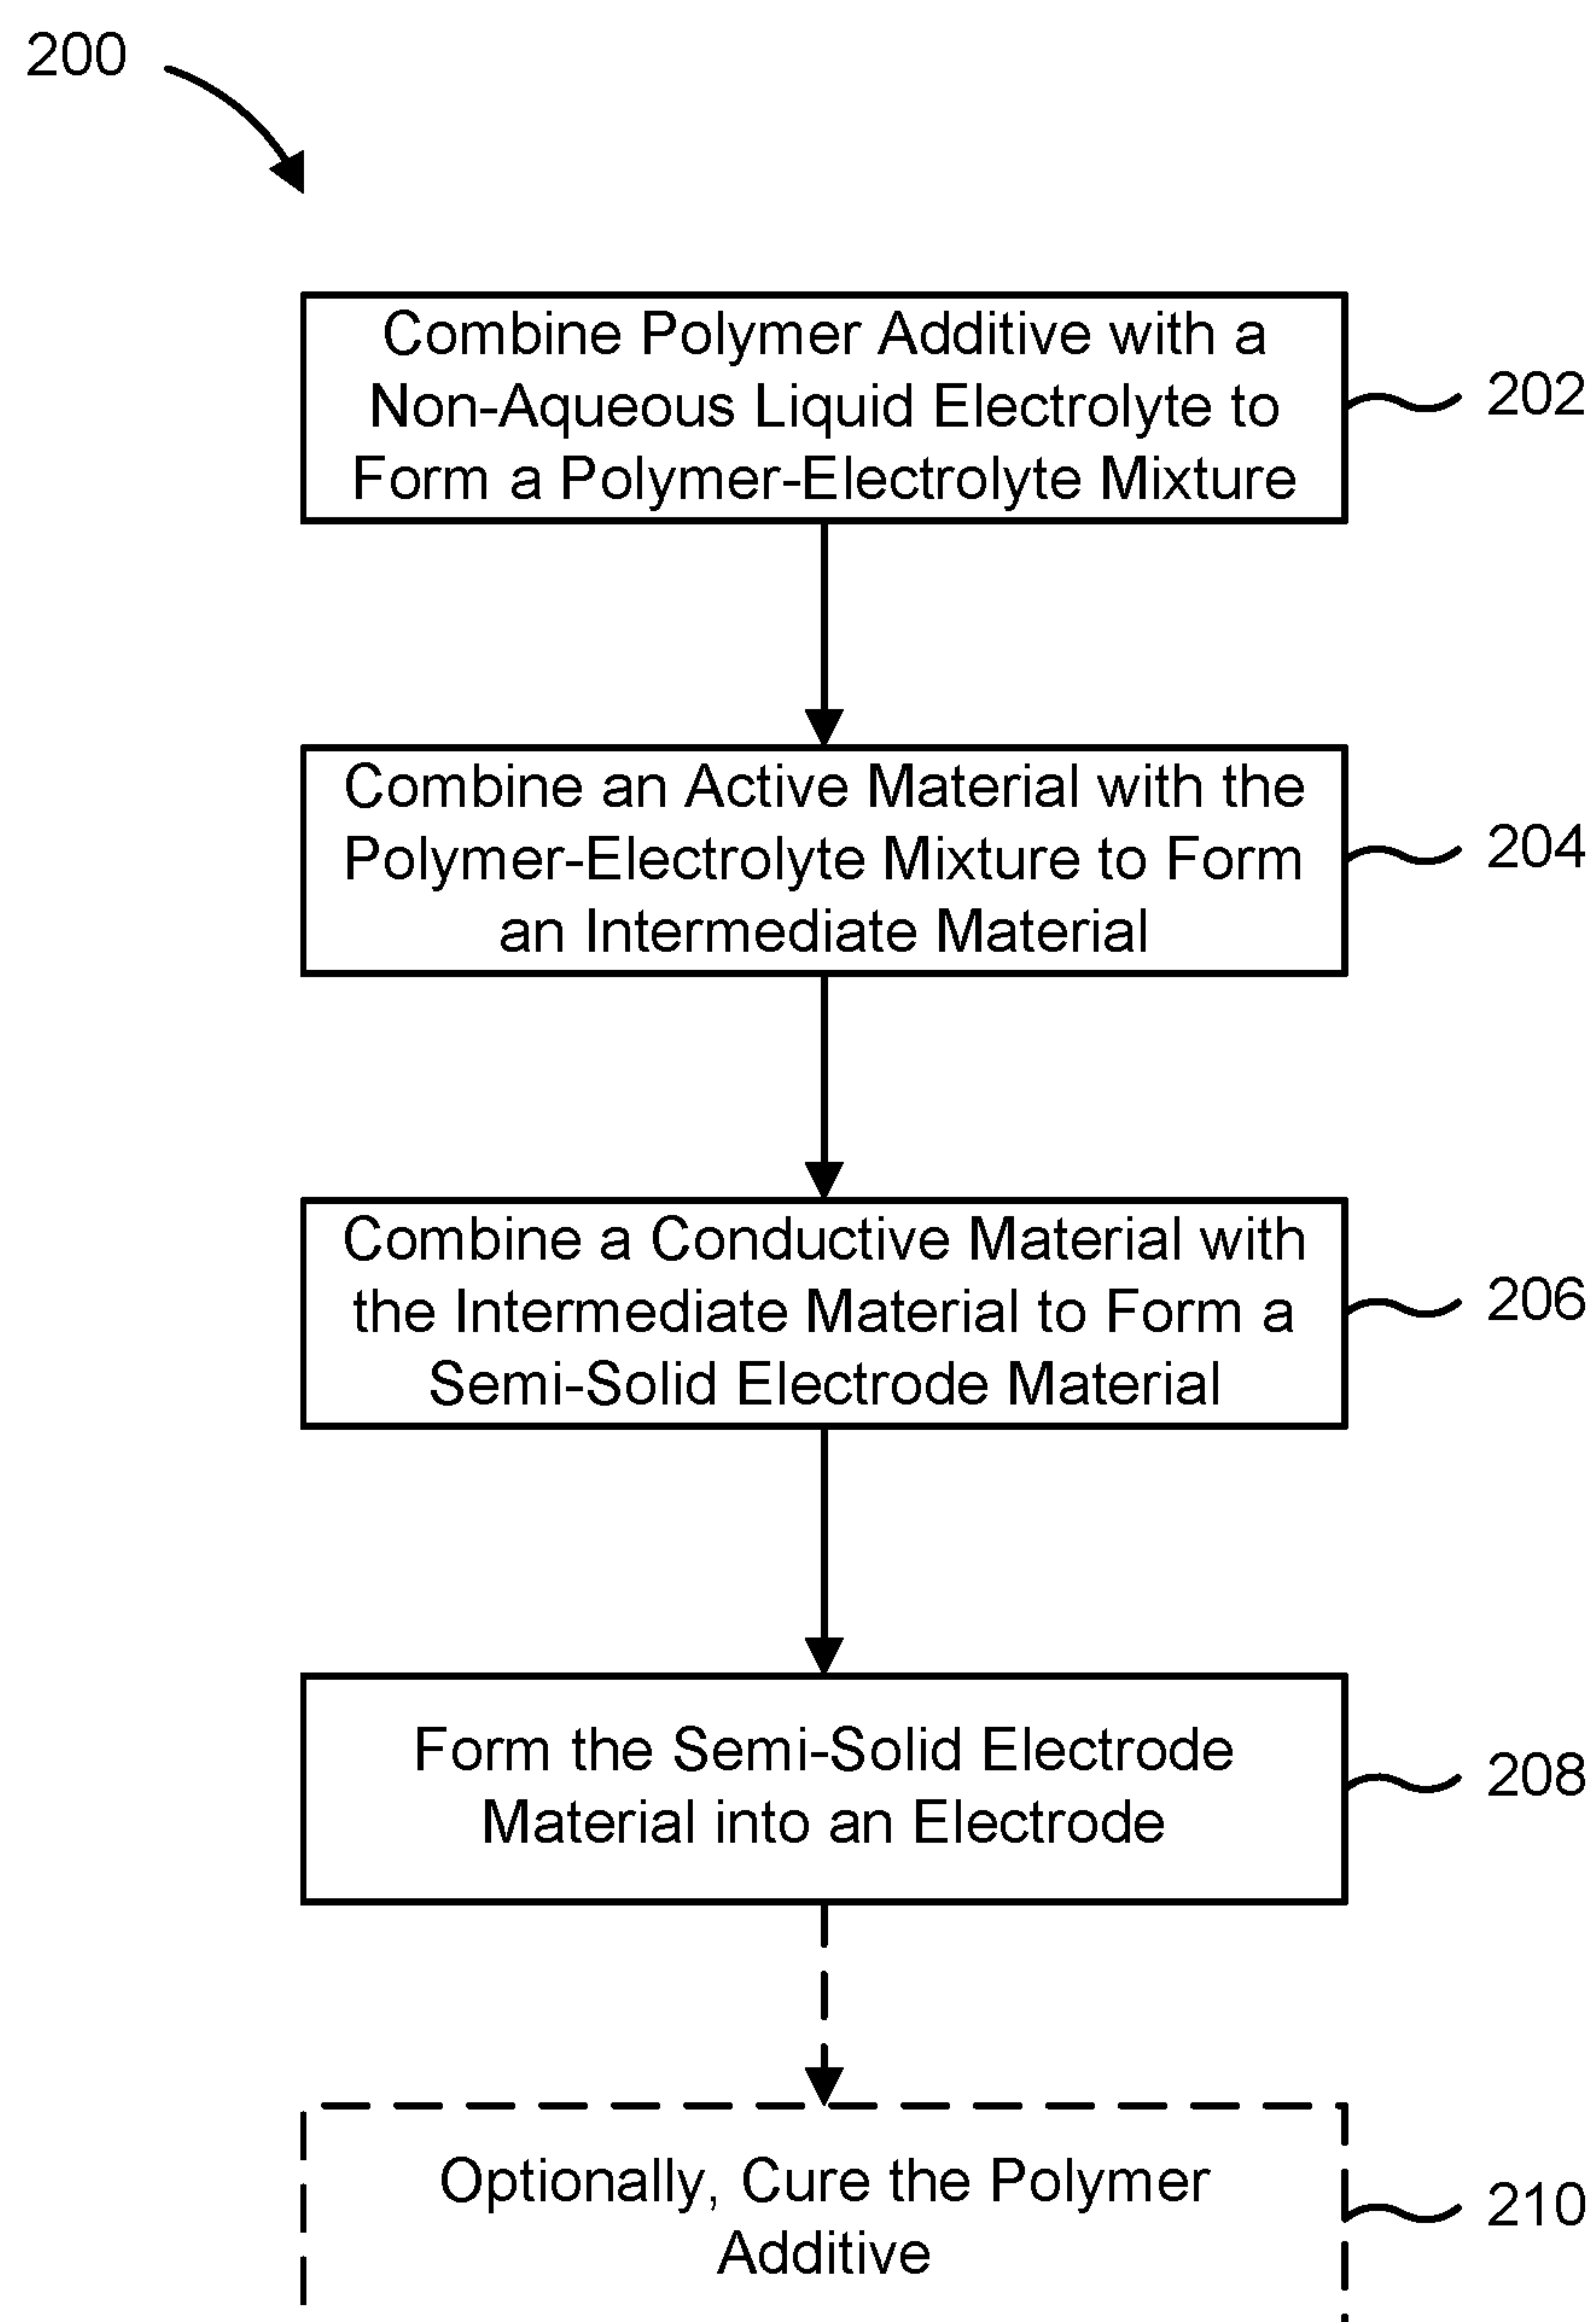 200
Combine Polymer Additive with a
Non-Aqueous Liquid Electrolyte to
Form a Polymer-Electrolyte Mixture
202
Combine an Active Material with the
Polymer-Electrolyte Mixture to Form
an Intermediate Material
204
Combine a Conductive Material with
the Intermediate Material to Form a
Semi-Solid Electrode Material
206
Form the Semi-Solid Electrode
Material into an Electrode
208
Optionally, Cure the Polymer
Additive
210